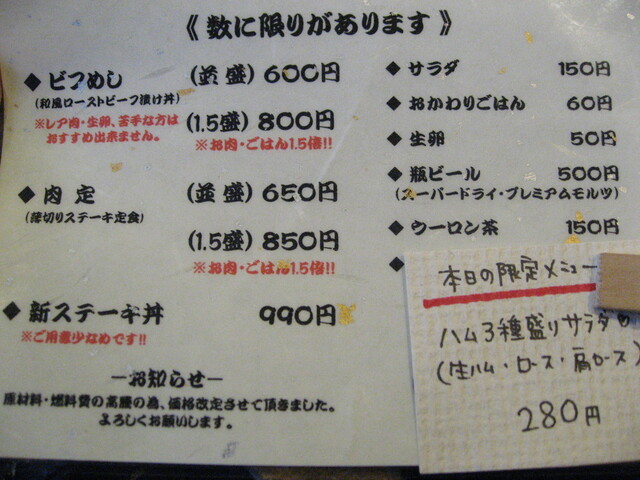 《 数に限りがあります 》
◆ ビフめし (並盛) 600円
(和風ローストビーフ漬け丼)
※レア肉・生卵、苦手な方は
おすすめ出来ません。
(1.5盛) 800円
※お肉・ごはん1.5倍!!
◆ 肉定 (並盛) 650円
(薄切りステーキ定食)
(1.5盛) 850円
※お肉・ごはん1.5倍!!
◆ 新ステーキ丼 990円
※ご用意少なめです!!
―お知らせ―
原材料・燃料費の高騰の為、価格改定させて頂きました。
よろしくお願いします。
◆ サラダ 150円
◆ おかわりごはん 60円
◆ 生卵 50円
◆ 瓶ビール 500円
(スーパードライ・プレミアムモルツ)
◆ ウーロン茶 150円
◆
本日の限定メニュー
ハム3種盛りサラダ♡
(生ハム・ロース・肩ロース)
280円